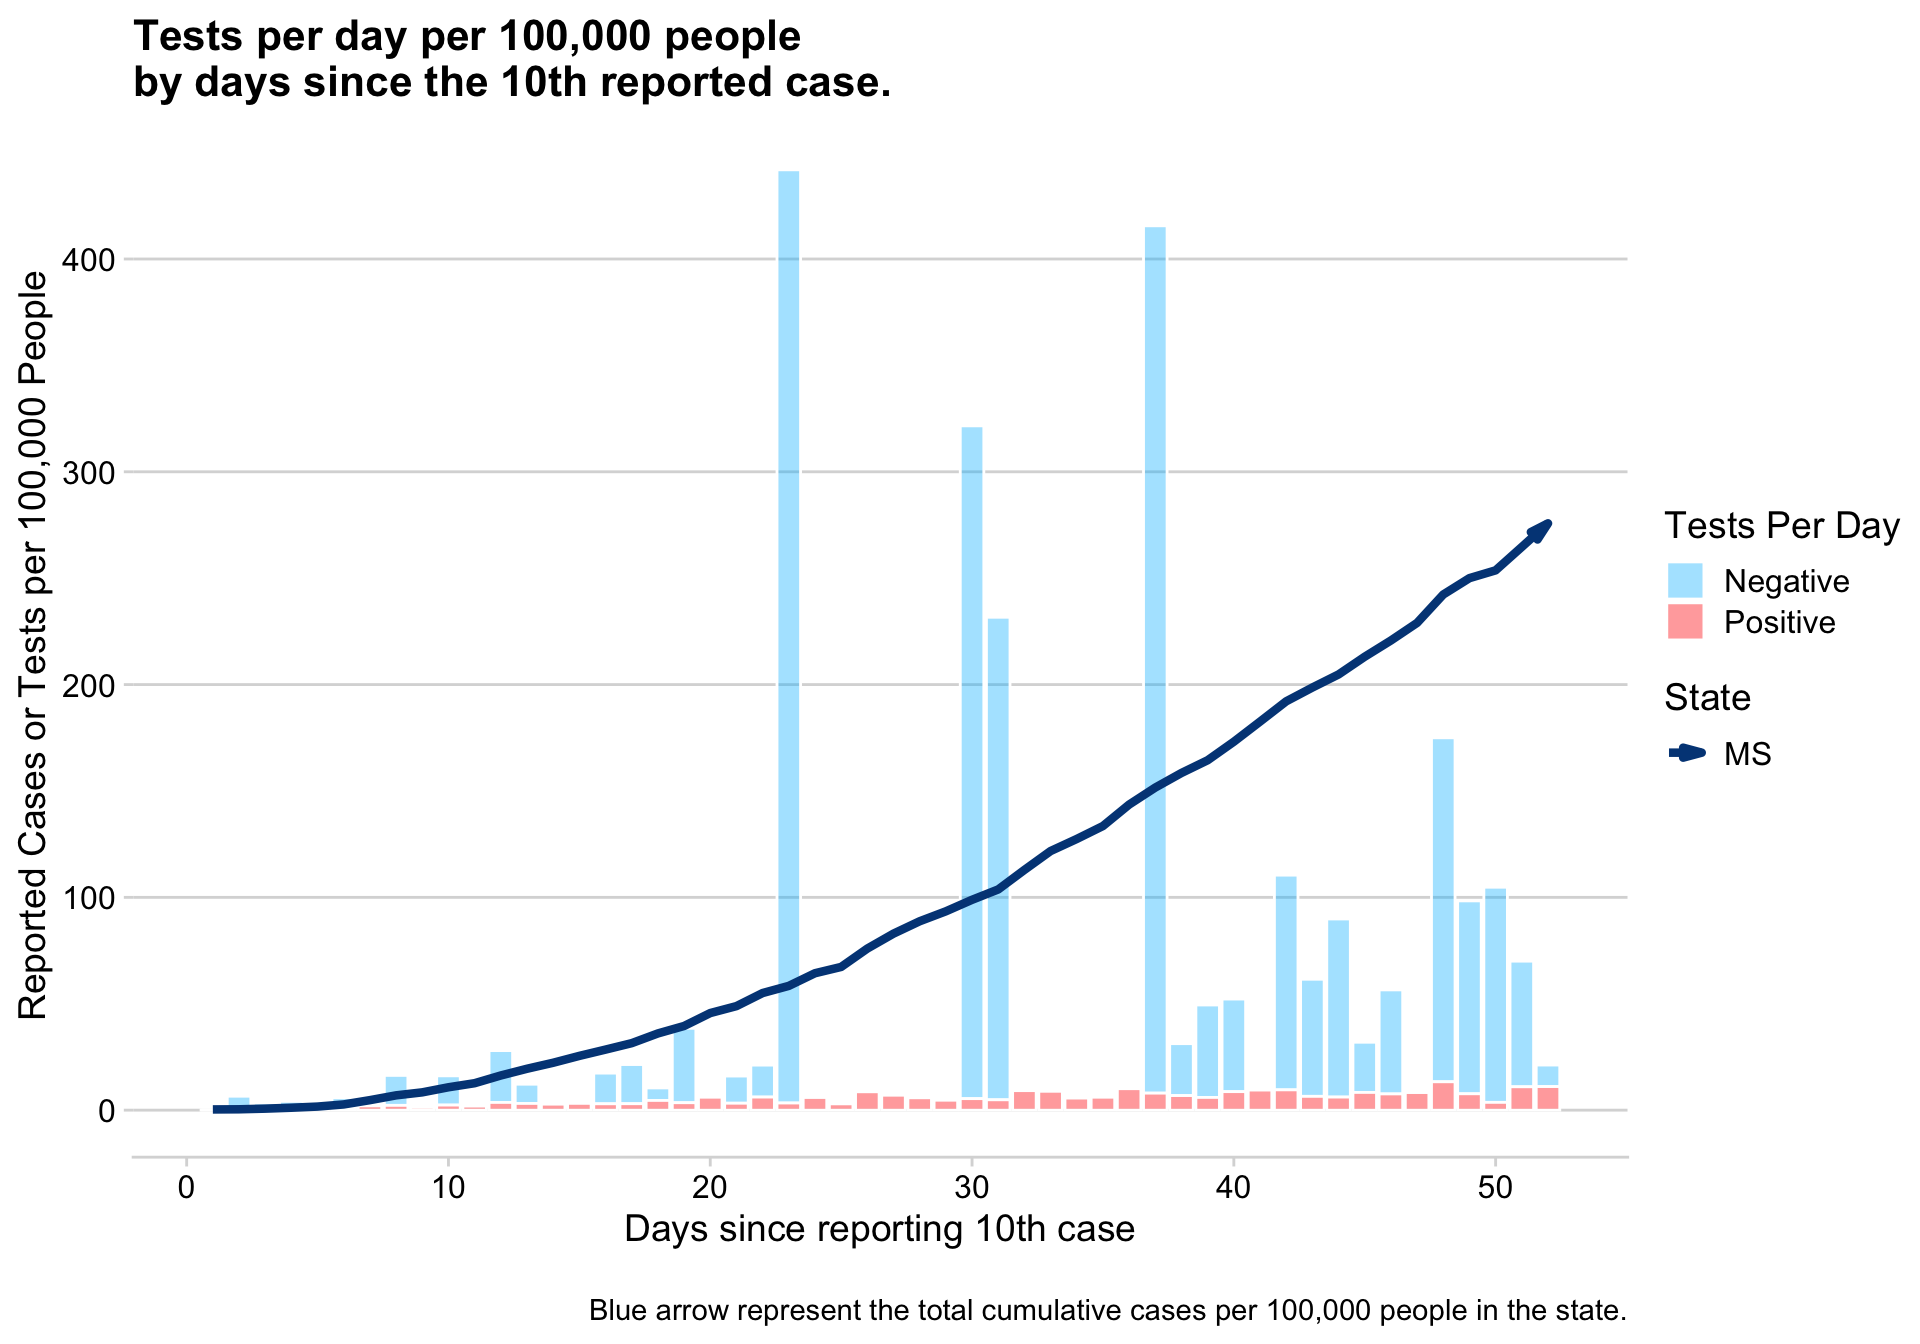 Tests per day per 100,000 people
by days since the 10th reported case.
Reported Cases or Tests per 100,000 People
400
300
200
100
0
0
10
20
30
40
50
Days since reporting 10th case
Tests Per Day
Negative
Positive
State
MS
Blue arrow represent the total cumulative cases per 100,000 people in the state.